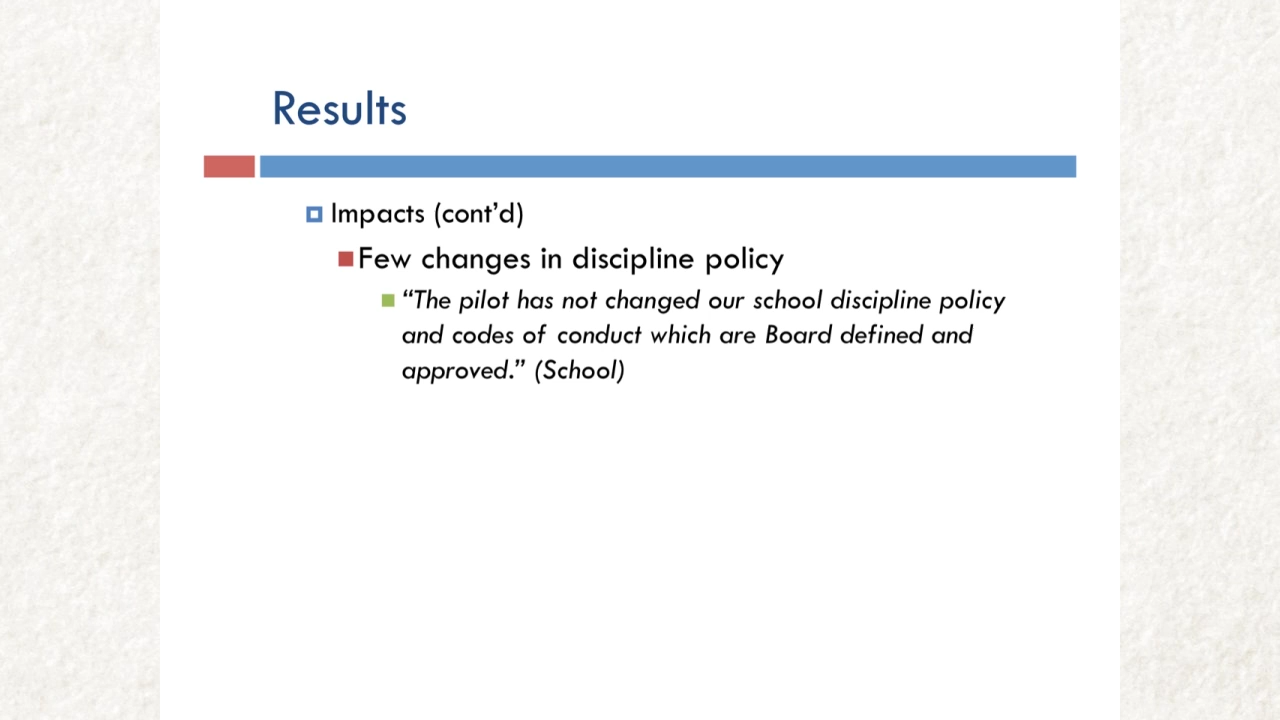 Results
Impacts (cont’d)
Few changes in discipline policy
“The pilot has not changed our school discipline policy
and codes of conduct which are Board defined and
approved.” (School)